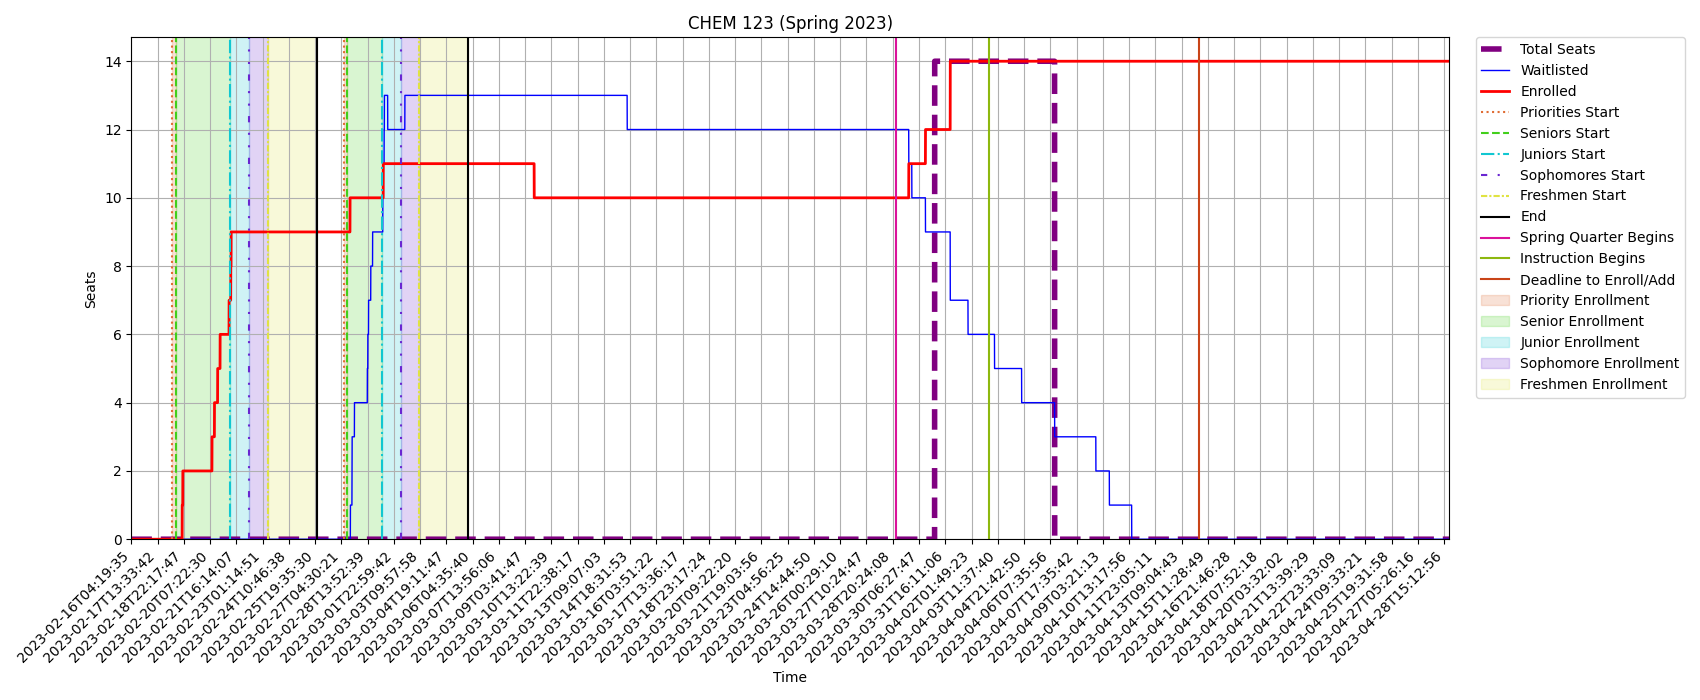 CHEM 123 (Spring 2023)
Seats
14
12
10
8
6
4
2
0
2023-02-16T04:19:35
2023-02-17T13:33:42
2023-02-18T22:17:47
2023-02-20T07:22:30
2023-02-21T16:14:07
2023-02-23T01:14:51
2023-02-24T10:46:38
2023-02-25T19:35:30
2023-02-27T04:30:21
2023-02-28T13:52:39
2023-03-01T22:59:42
2023-03-03T09:57:58
2023-03-04T19:11:47
2023-03-06T04:35:40
2023-03-07T13:56:06
2023-03-09T03:41:47
2023-03-10T13:22:39
2023-03-11T22:38:17
2023-03-13T09:07:03
2023-03-14T18:31:53
2023-03-16T03:51:22
2023-03-17T13:36:17
2023-03-18T23:17:24
2023-03-20T09:22:20
2023-03-21T19:03:56
2023-03-23T04:56:25
2023-03-24T14:44:50
2023-03-26T00:29:10
2023-03-27T10:24:47
2023-03-28T20:24:08
2023-03-30T06:27:47
2023-03-31T16:11:06
2023-04-02T01:49:23
2023-04-03T11:37:40
2023-04-04T21:42:50
2023-04-06T07:35:56
2023-04-07T17:35:42
2023-04-09T03:21:13
2023-04-10T13:17:56
2023-04-11T23:05:11
2023-04-13T09:04:43
2023-04-15T11:28:49
2023-04-16T21:46:28
2023-04-18T07:52:18
2023-04-20T03:32:02
2023-04-21T13:39:29
2023-04-22T23:33:09
2023-04-24T09:33:21
2023-04-25T19:31:58
2023-04-27T05:26:16
2023-04-28T15:12:56
Time
Total Seats
Waitlisted
Enrolled
Priorities Start
Seniors Start
Juniors Start
Sophomores Start
Freshmen Start
End
Spring Quarter Begins
Instruction Begins
Deadline to Enroll/Add
Priority Enrollment
Senior Enrollment
Junior Enrollment
Sophomore Enrollment
Freshmen Enrollment